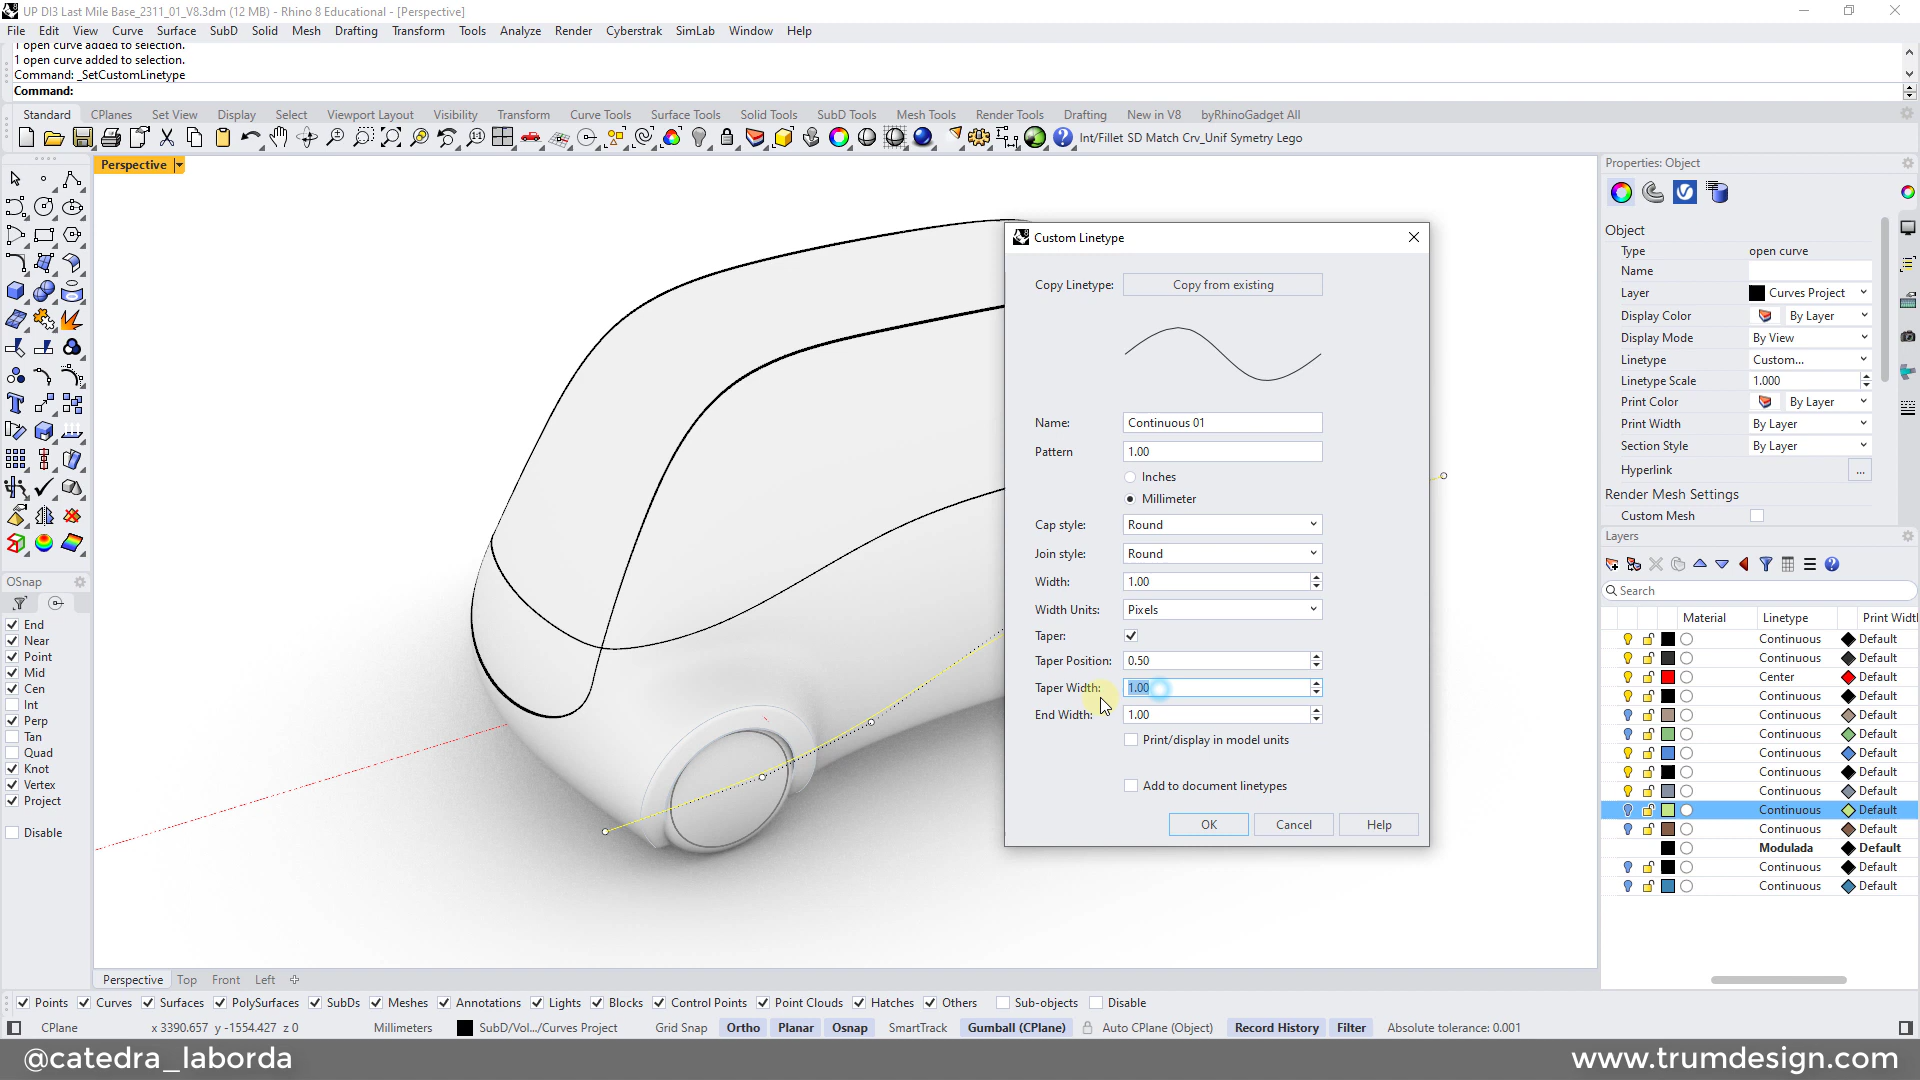 UP DI3 Last Mile Base_2311_01_V8.3dm (12 MB) - Rhino 8 Educational - [Perspective]
File Edit View Curve Surface SubD Solid Mesh Drafting Transform Tools Analyze Render Cyberstrak SimLab Window Help
1 open curve added to selection.
1 open curve added to selection.
Command: _SetCustomLinetype
Command:
Standard CPlanes Set View Display Select Viewport Layout Visibility Transform Curve Tools Surface Tools Solid Tools SubD Tools Mesh Tools Render Tools Drafting New in V8 byRhinoGadget All
Int/Fillet SD Match Crv_Unif Symetry Lego
Perspective
OSnap
End
Near
Point
Mid
Cen
Int
Perp
Tan
Quad
Knot
Vertex
Project
Disable
Custom Linetype
Copy Linetype: Copy from existing
Name: Continuous 01
Pattern 1.00
Inches
Millimeter
Cap style: Round
Join style: Round
Width: 1.00
Width Units: Pixels
Taper:
Taper Position: 0.50
Taper Width: 1.00
End Width: 1.00
Print/display in model units
Add to document linetypes
OK Cancel Help
Properties: Object
Object
Type open curve
Name
Layer Curves Project
Display Color By Layer
Display Mode By View
Linetype Custom...
Linetype Scale 1.000
Print Color By Layer
Print Width By Layer
Section Style By Layer
Hyperlink ...
Render Mesh Settings
Custom Mesh
Layers
Search
Material Linetype Print Widt
Continuous Default
Continuous Default
Center Default
Continuous Default
Continuous Default
Continuous Default
Continuous Default
Continuous Default
Continuous Default
Continuous Default
Continuous Default
Modulada Default
Continuous Default
Continuous Default
Perspective Top Front Left
Points Curves Surfaces PolySurfaces SubDs Meshes Annotations Lights Blocks Control Points Point Clouds Hatches Others Sub-objects Disable
CPlane x 3390.657 y -1554.427 z 0 Millimeters SubD/Vol.../Curves Project Grid Snap Ortho Planar Osnap SmartTrack Gumball (CPlane) Auto CPlane (Object) Record History Filter Absolute tolerance: 0.001
@catedra_laborda www.trumdesign.com